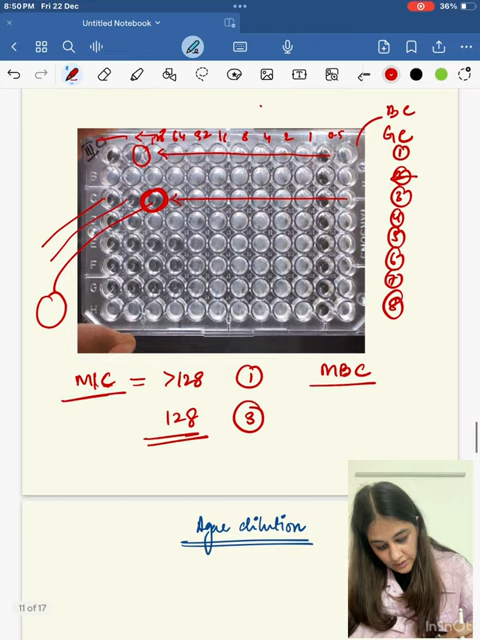 8:50 PM Fri 22 Dec
36%
Untitled Notebook
BC
GC
128 64 32 16 8 4 2 1 0.5
III
1
2
3
4
5
6
7
8
B
C
E
F
G
H
MIC = >128 1 MBC
128 3
Agar dilution
11 of 17
InShOt